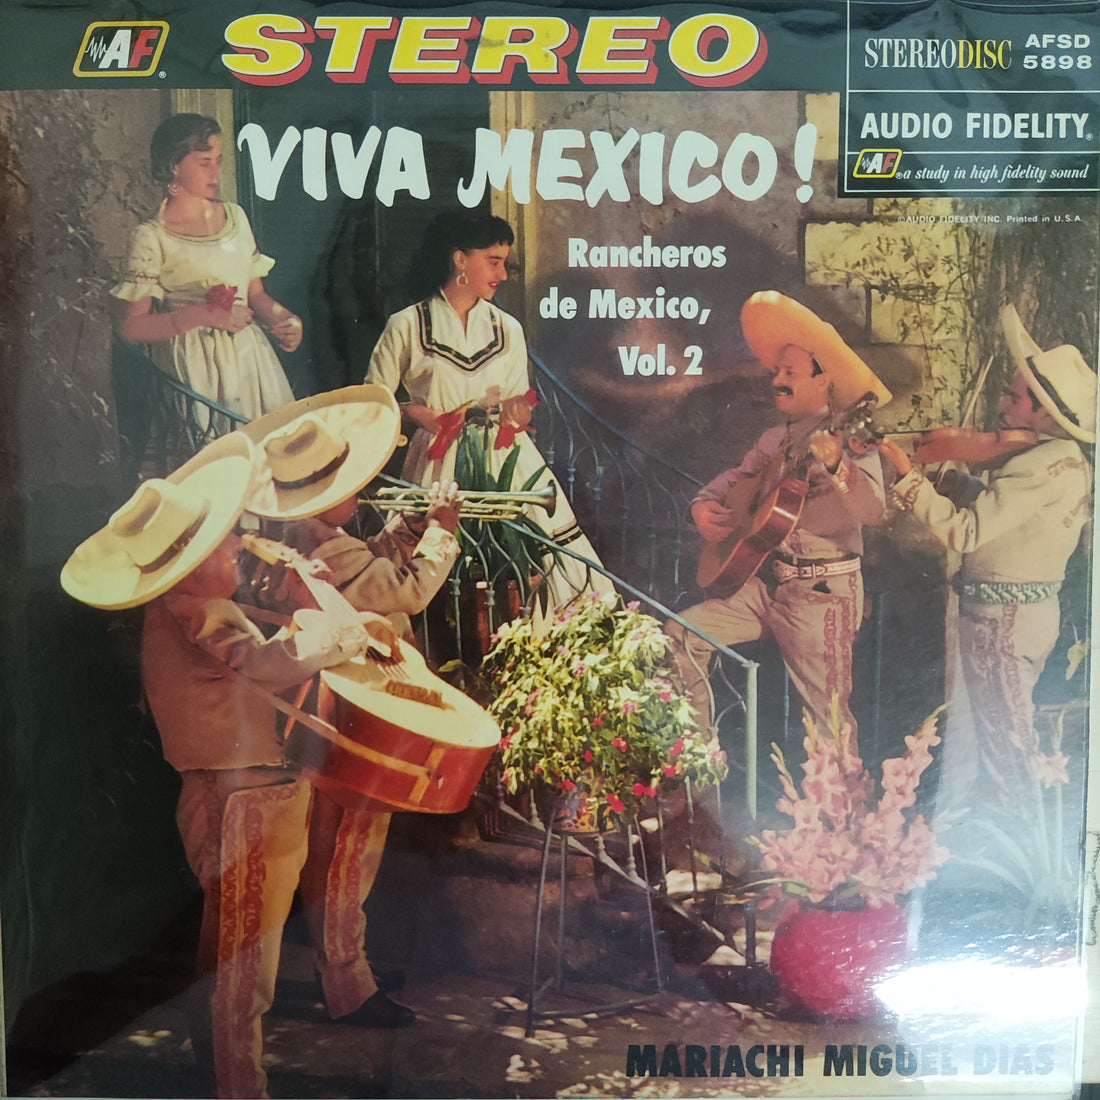 AF®
STEREO
STEREODISC AFSD 5898
AUDIO FIDELITY®
AF® a study in high fidelity sound
©AUDIO FIDELITY INC. Printed in U.S.A.
VIVA MEXICO!
Rancheros
de Mexico,
Vol. 2
MARIACHI MIGUEL DIAS